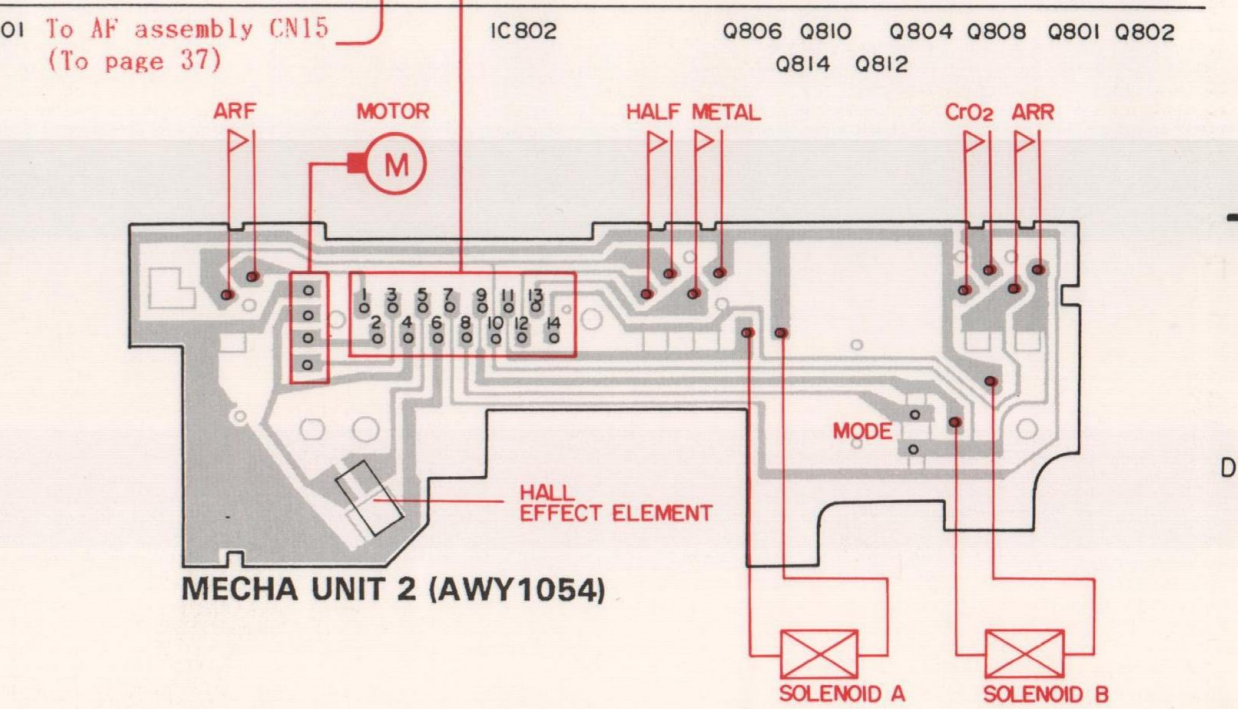 01 To AF assembly CN15 IC802 Q806 Q810 Q804 Q808 Q801 Q802
(To page 37) Q814 Q812
ARF MOTOR HALF METAL CrO2 ARR
M
1 3 5 7 9 11 13
2 4 6 8 10 12 14
MODE
D
HALL
EFFECT ELEMENT
MECHA UNIT 2 (AWY1054)
SOLENOID A SOLENOID B